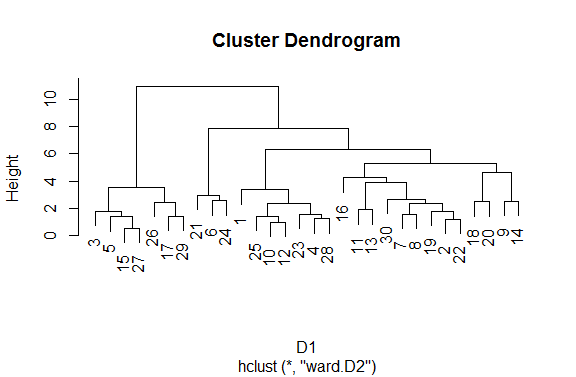 Cluster Dendrogram
Height
0 2 4 6 8 10
3 5 15 27 26 17 29 21 6 24 1 25 10 12 23 4 28 16 11 13 30 7 8 19 2 22 18 20 9 14
D1
hclust (*, "ward.D2")